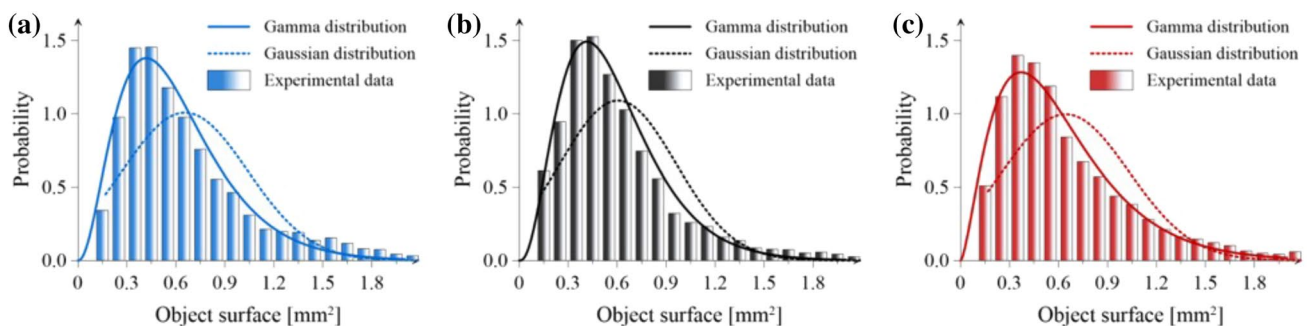 (a)
Gamma distribution
Gaussian distribution
Experimental data
Probability
1.5
1.0
0.5
0.0
0 0.3 0.6 0.9 1.2 1.5 1.8
Object surface [mm²]
(b)
Gamma distribution
Gaussian distribution
Experimental data
Probability
1.5
1.0
0.5
0.0
0 0.3 0.6 0.9 1.2 1.5 1.8
Object surface [mm²]
(c)
Gamma distribution
Gaussian distribution
Experimental data
Probability
1.5
1.0
0.5
0.0
0 0.3 0.6 0.9 1.2 1.5 1.8
Object surface [mm²]